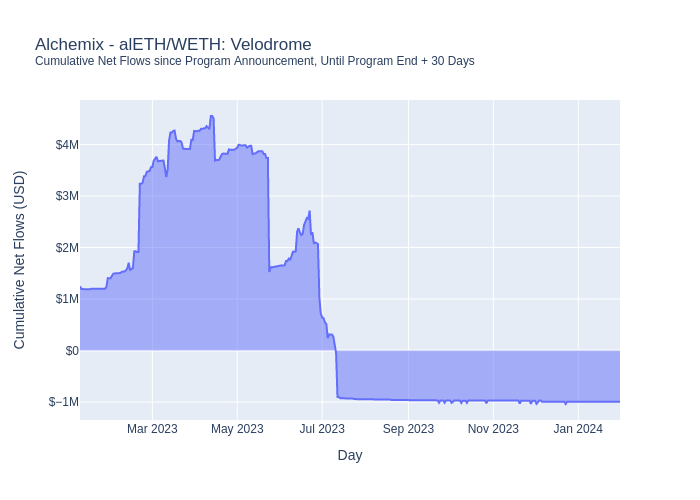 Alchemix - alETH/WETH: Velodrome
Cumulative Net Flows since Program Announcement, Until Program End + 30 Days
Cumulative Net Flows (USD)
$4M
$3M
$2M
$1M
$0
$−1M
Mar 2023
May 2023
Jul 2023
Sep 2023
Nov 2023
Jan 2024
Day